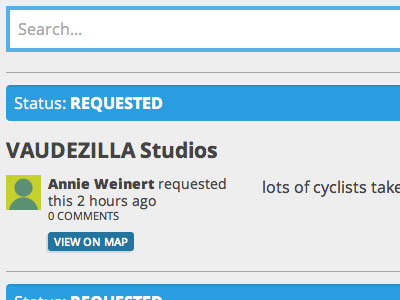 Search...
Status: REQUESTED
VAUDEZILLA Studios
Annie Weinert requested
this 2 hours ago
0 COMMENTS
lots of cyclists take
VIEW ON MAP
Status: REQUESTED